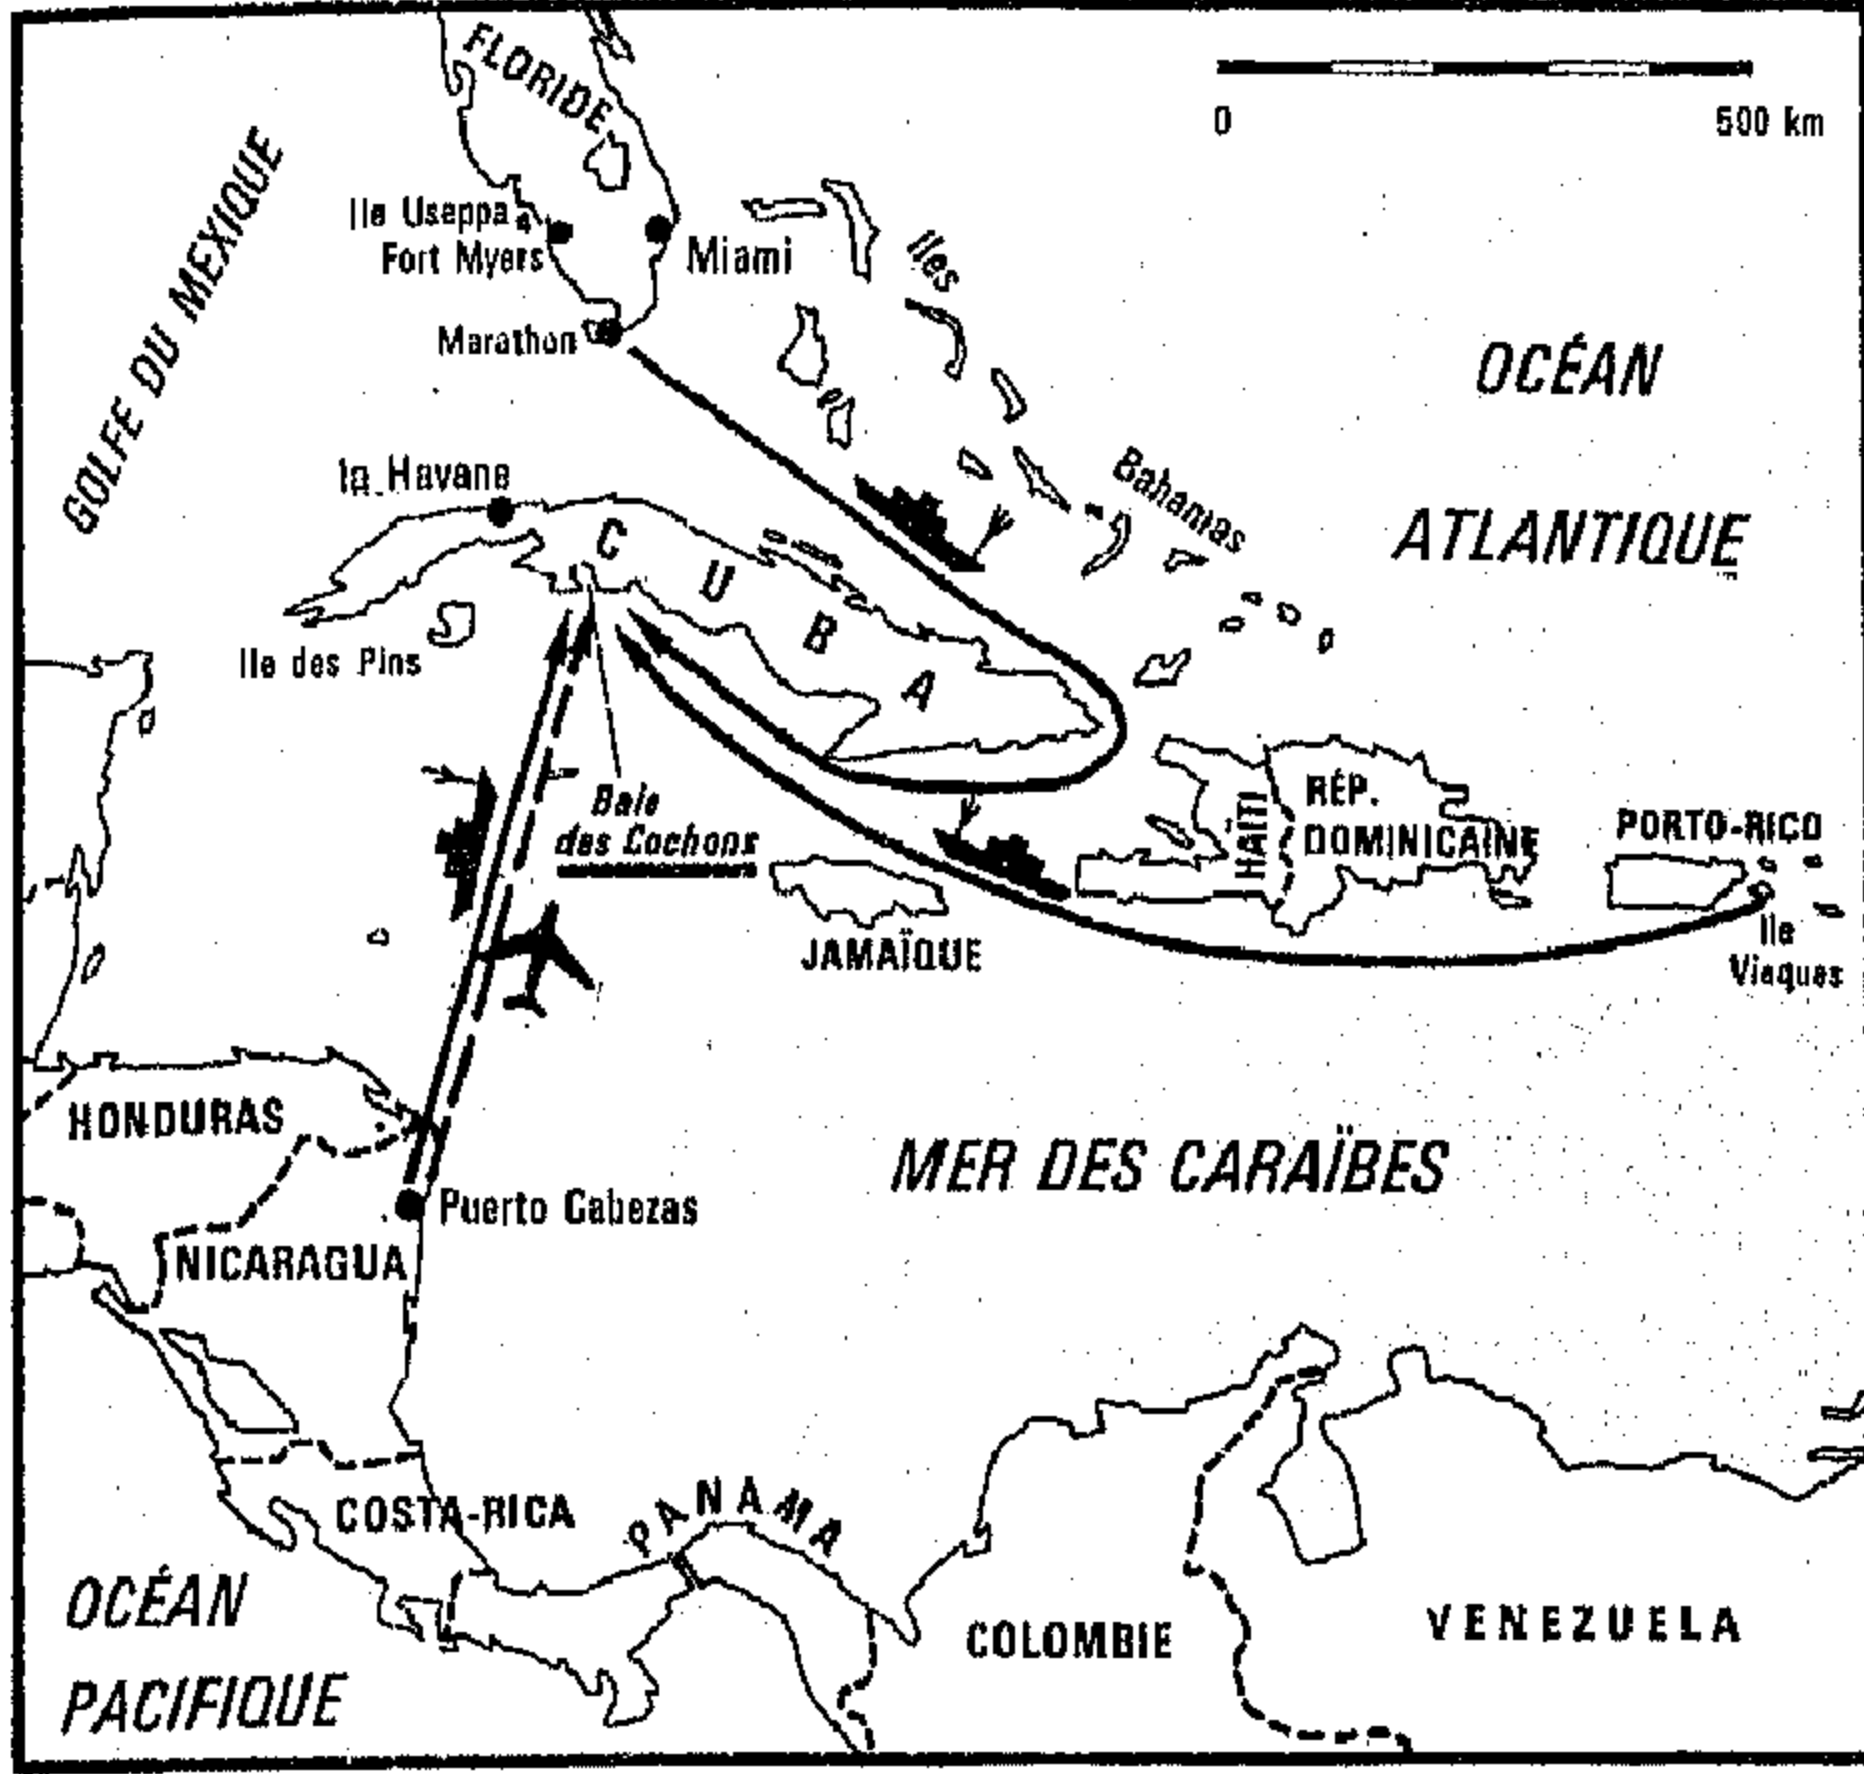 FLORIDE
0 500 km
GOLFE DU MEXIQUE
Ile Useppa
Fort Myers
Miami
Iles
Marathon
OCÉAN
la Havane
Bahamas
ATLANTIQUE
CUBA
Ile des Pins
Baie
des Cochons
HAÏTI
RÉP.
DOMINICAINE
PORTO-RICO
JAMAÏQUE
Ile
Vieques
HONDURAS
MER DES CARAÏBES
Puerto Cabezas
NICARAGUA
COSTA-RICA
PANAMA
OCÉAN
PACIFIQUE
COLOMBIE
VENEZUELA